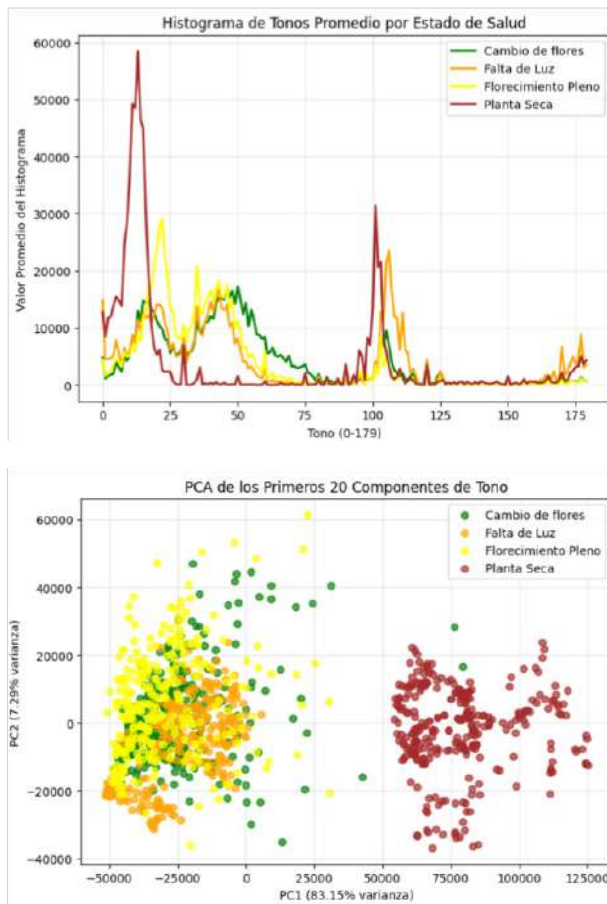 Histograma de Tonos Promedio por Estado de Salud
60000
50000
40000
30000
20000
10000
0
Valor Promedio del Histograma
Cambio de flores
Falta de Luz
Florecimiento Pleno
Planta Seca
0 25 50 75 100 125 150 175
Tono (0-179)
PCA de los Primeros 20 Componentes de Tono
60000
40000
20000
0
−20000
−40000
PC2 (7.29% varianza)
Cambio de flores
Falta de Luz
Florecimiento Pleno
Planta Seca
−50000 −25000 0 25000 50000 75000 100000 125000
PC1 (83.15% varianza)